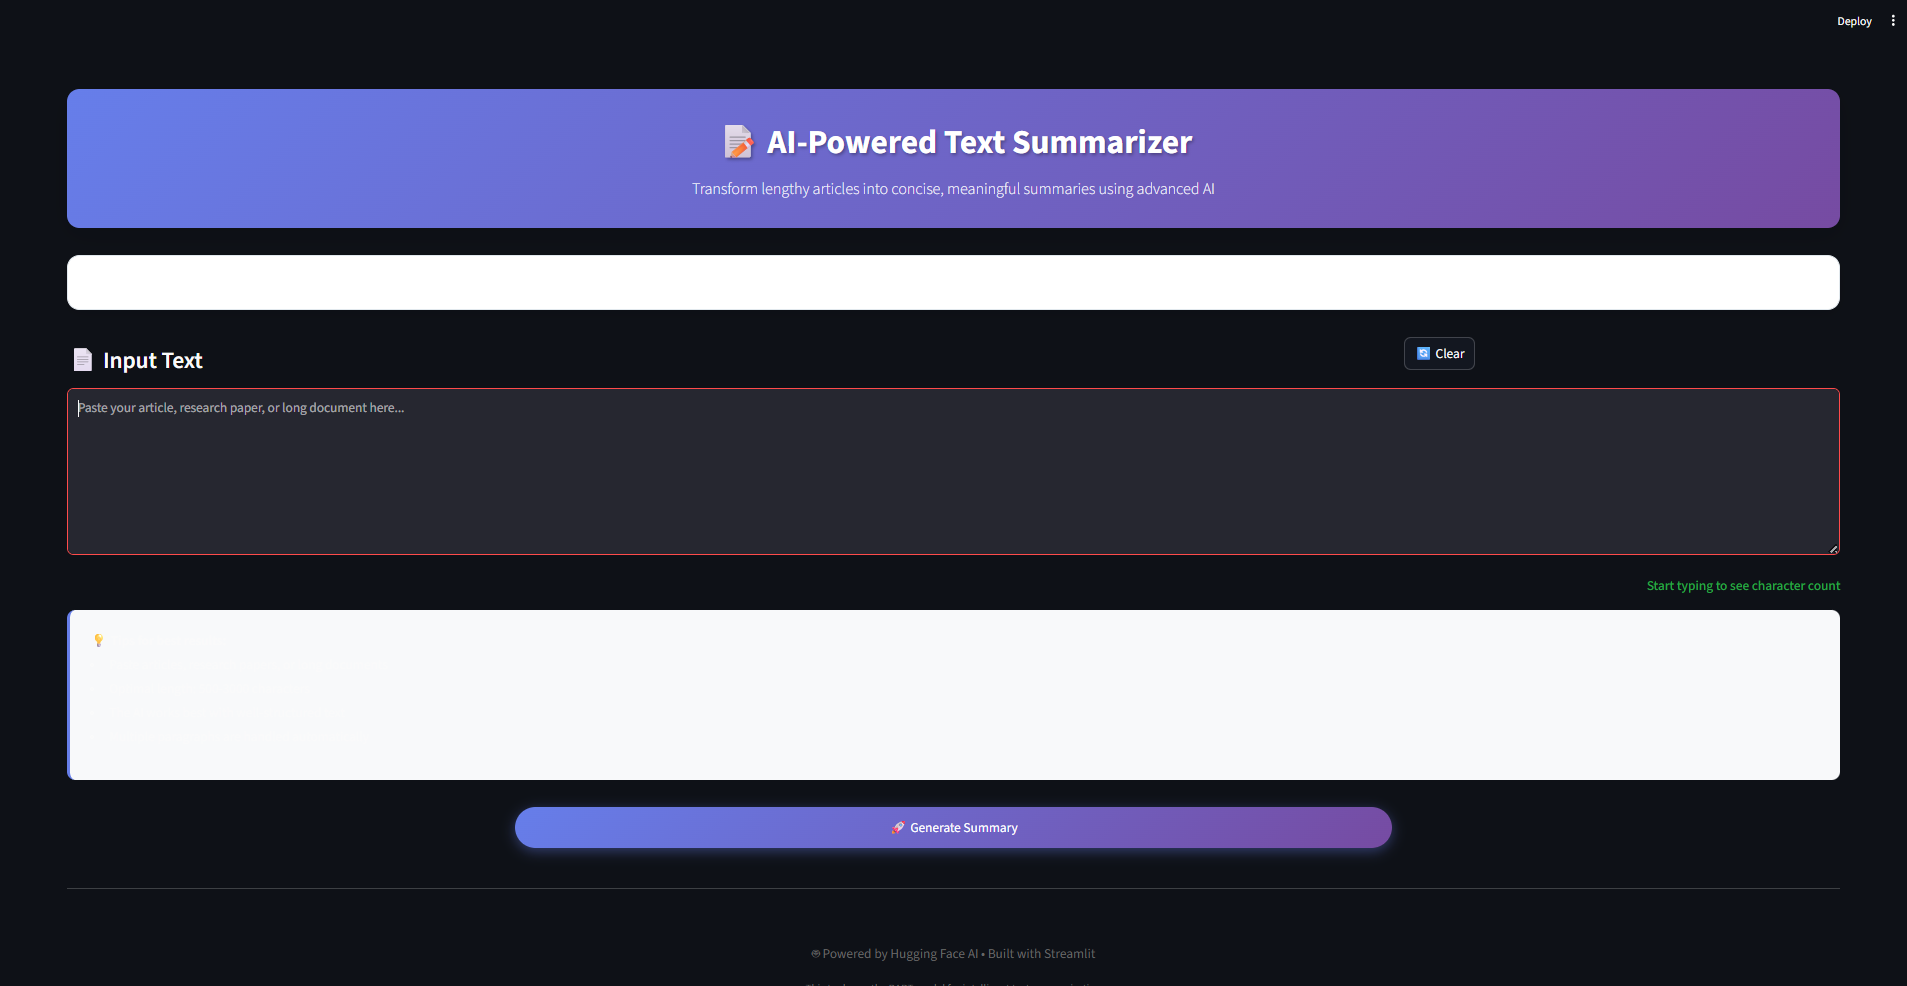 Deploy
AI-Powered Text Summarizer
Transform lengthy articles into concise, meaningful summaries using advanced AI
Input Text
Clear
Paste your article, research paper, or long document here...
Start typing to see character count
Generate Summary
Powered by Hugging Face AI • Built with Streamlit